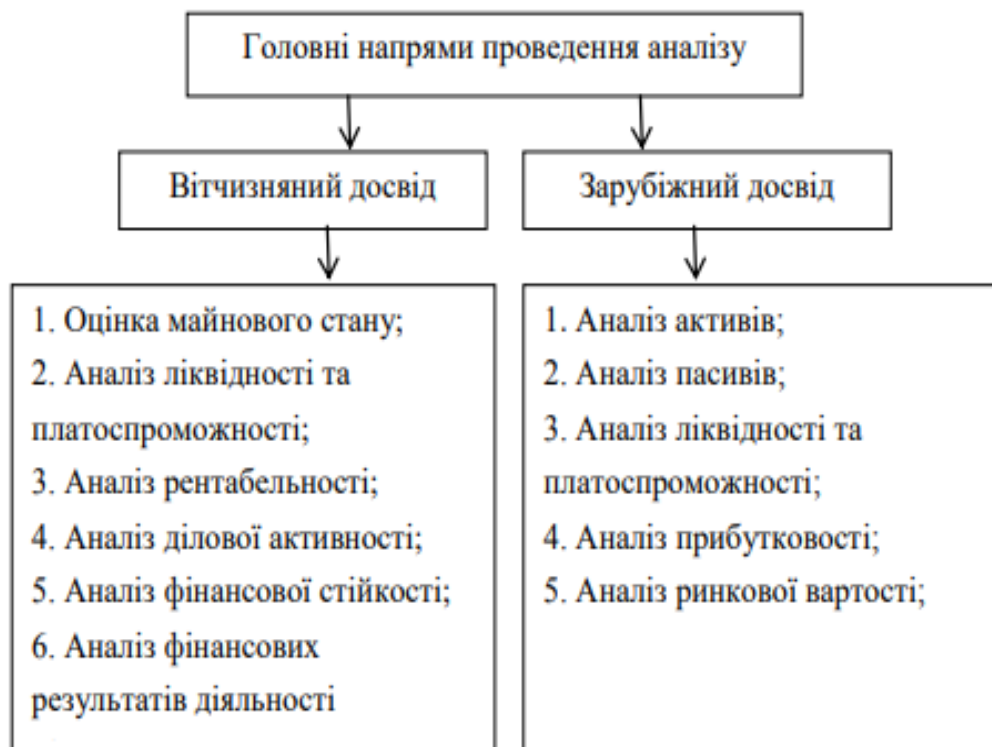 Головні напрями проведення аналізу
Вітчизняний досвід
Зарубіжний досвід
1. Оцінка майнового стану;
2. Аналіз ліквідності та
платоспроможності;
3. Аналіз рентабельності;
4. Аналіз ділової активності;
5. Аналіз фінансової стійкості;
6. Аналіз фінансових
результатів діяльності
1. Аналіз активів;
2. Аналіз пасивів;
3. Аналіз ліквідності та
платоспроможності;
4. Аналіз прибутковості;
5. Аналіз ринкової вартості;